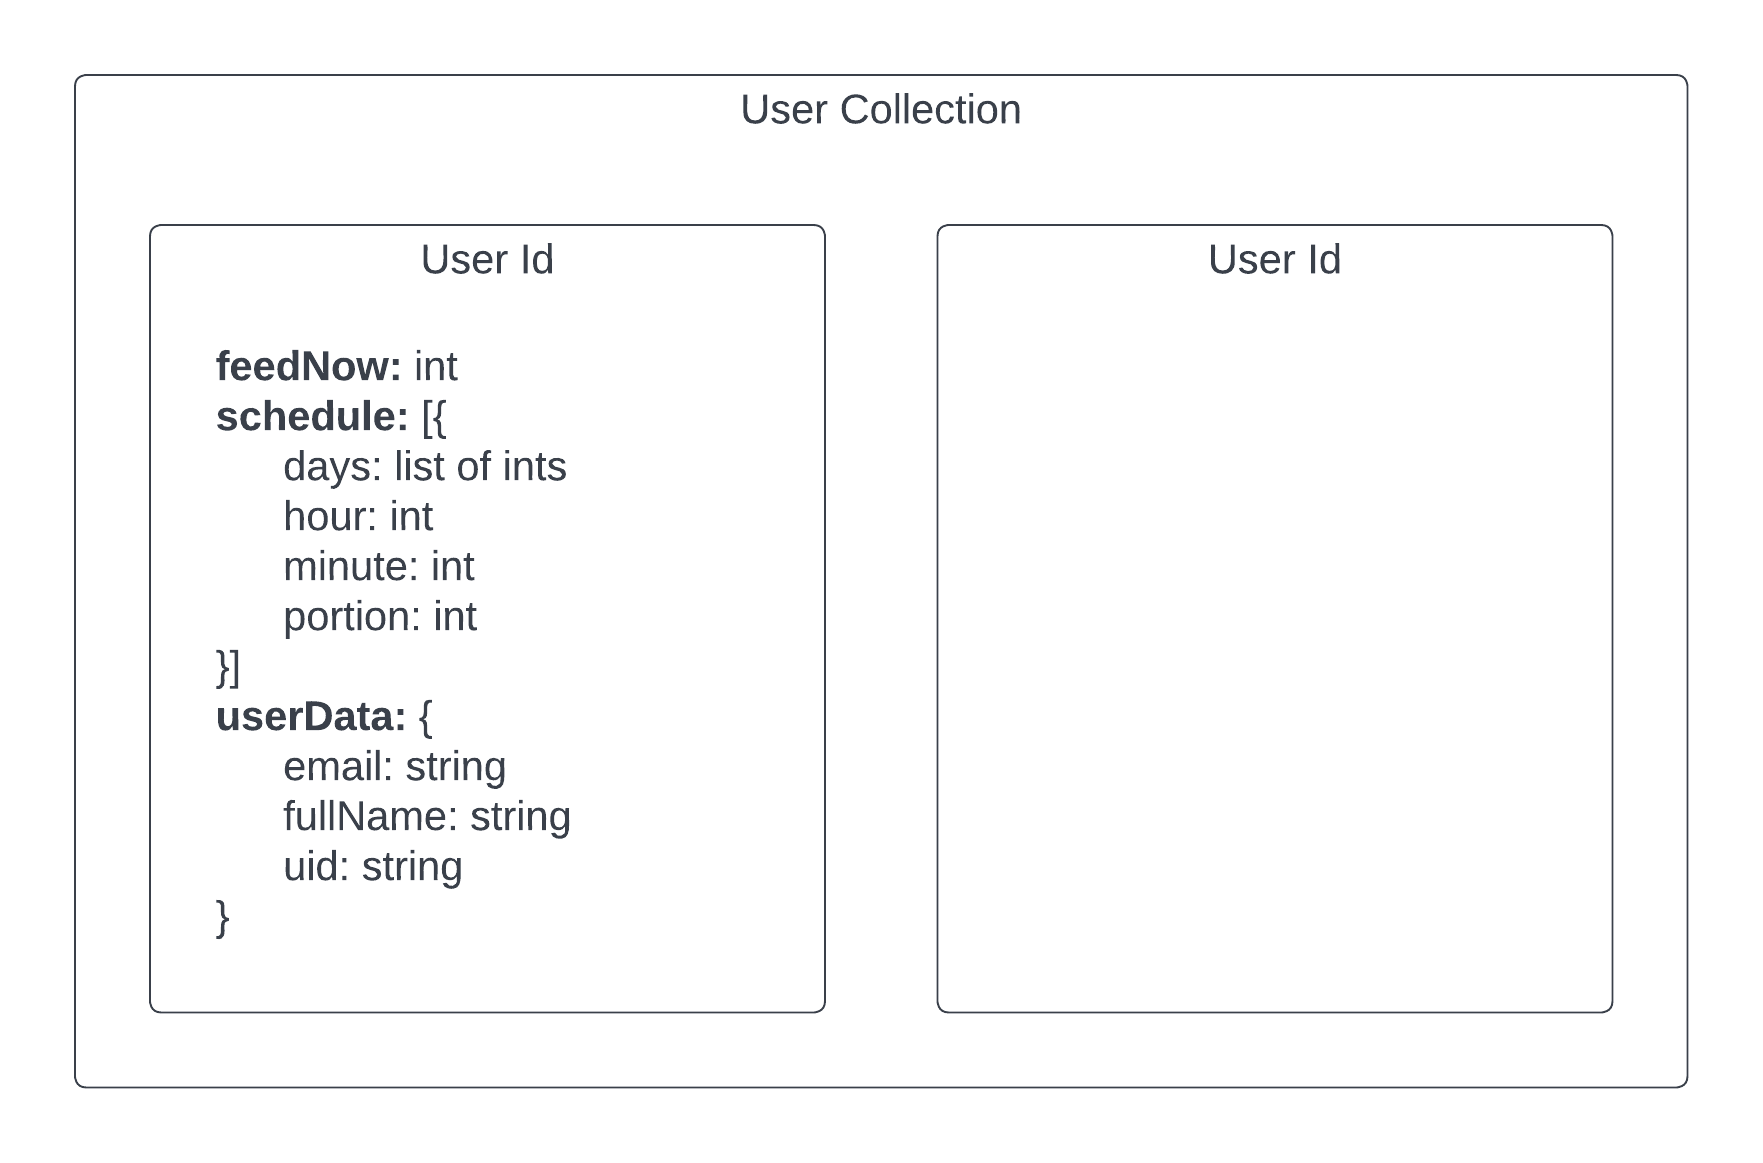 User Collection
User Id
feedNow: int
schedule: [{
days: list of ints
hour: int
minute: int
portion: int
}]
userData: {
email: string
fullName: string
uid: string
}
User Id